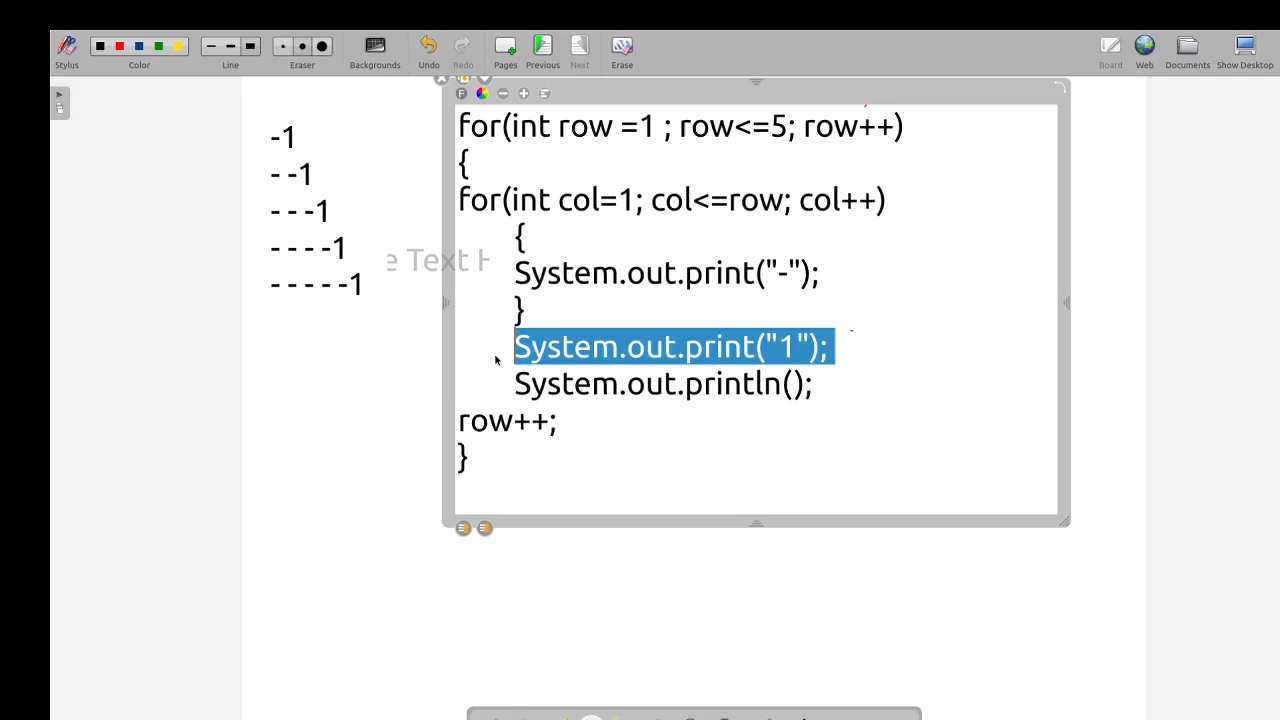 Stylus
Color
Line
Eraser
Backgrounds
Undo
Redo
Pages
Previous
Next
Erase
Board
Web
Documents
Show Desktop
-1
- -1
- - -1
- - - -1
- - - - -1
e Text
F
for(int row =1 ; row<=5; row++)
{
for(int col=1; col<=row; col++)
{
System.out.print("-");
}
System.out.print("1");
System.out.println();
row++;
}